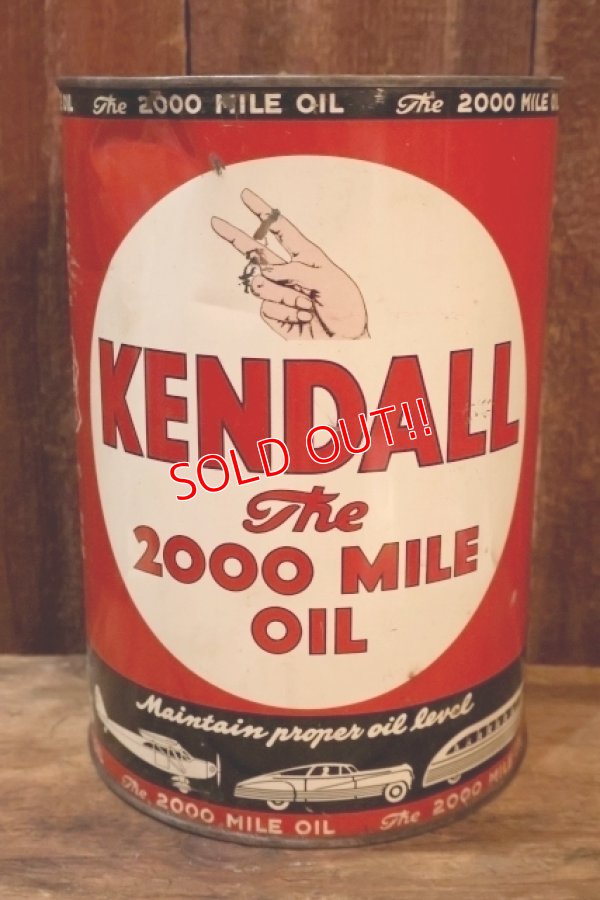 The 2000 MILE OIL The 2000 MILE
KENDALL
SOLD OUT!!
The
2000 MILE
OIL
Maintain proper oil level
The 2000 MILE OIL The 2000 MILE